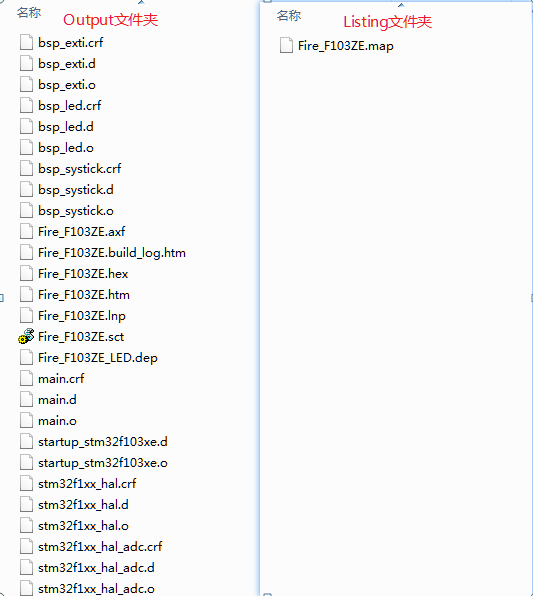 名称
Output文件夹
bsp_exti.crf
bsp_exti.d
bsp_exti.o
bsp_led.crf
bsp_led.d
bsp_led.o
bsp_systick.crf
bsp_systick.d
bsp_systick.o
Fire_F103ZE.axf
Fire_F103ZE.build_log.htm
Fire_F103ZE.hex
Fire_F103ZE.htm
Fire_F103ZE.lnp
Fire_F103ZE.sct
Fire_F103ZE_LED.dep
main.crf
main.d
main.o
startup_stm32f103xe.d
startup_stm32f103xe.o
stm32f1xx_hal.crf
stm32f1xx_hal.d
stm32f1xx_hal.o
stm32f1xx_hal_adc.crf
stm32f1xx_hal_adc.d
stm32f1xx_hal_adc.o
名称
Listing文件夹
Fire_F103ZE.map